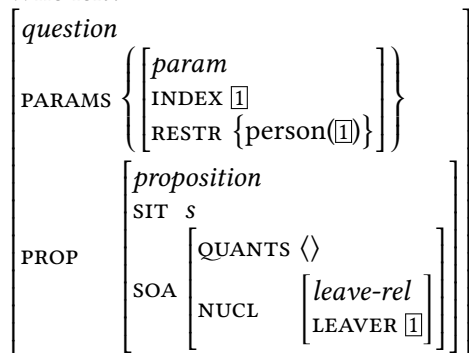 question
PARAMS { [ param
INDEX 1
RESTR {person(1)} ] }
PROP [ proposition
SIT s
SOA [ QUANTS ⟨⟩
NUCL [ leave-rel
LEAVER 1 ] ] ]